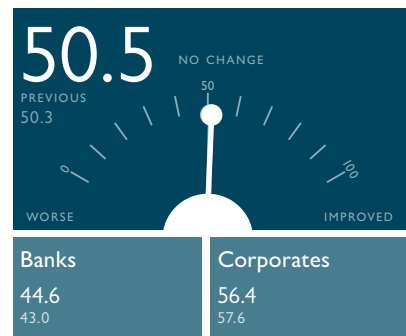 50.5
NO CHANGE
50
PREVIOUS
50.3
0
100
WORSE
IMPROVED
Banks
44.6
43.0
Corporates
56.4
57.6